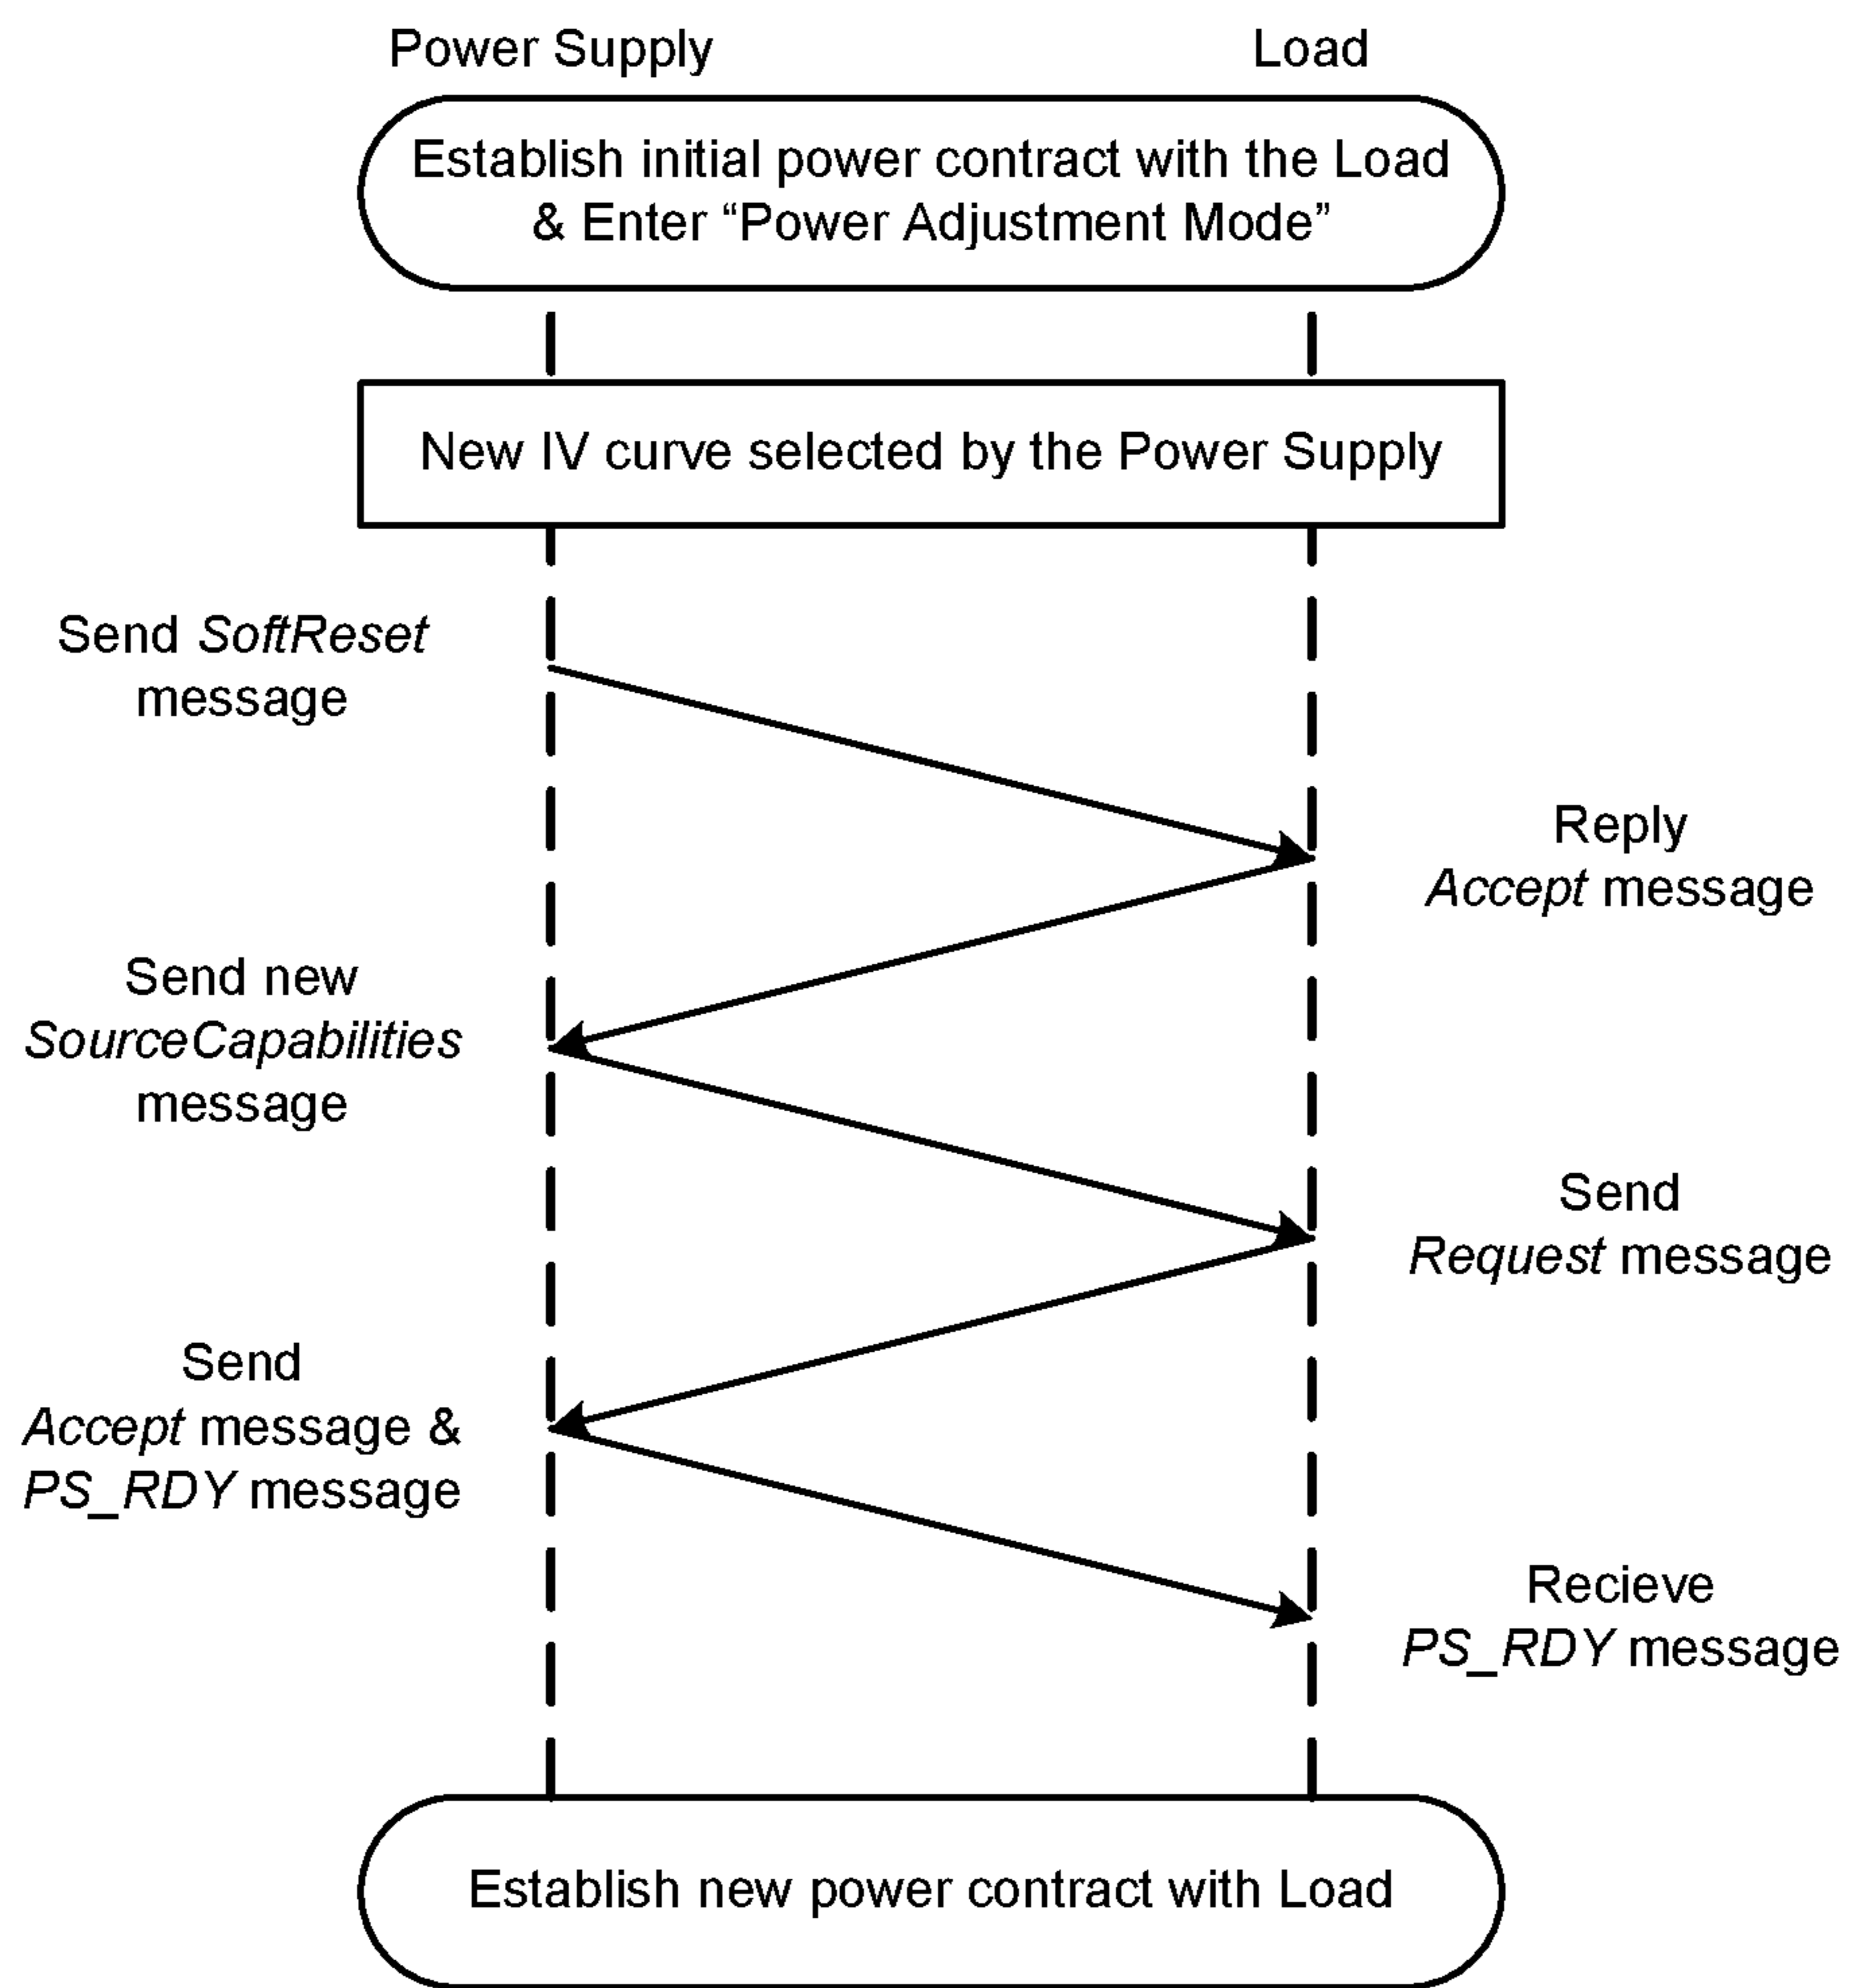 Power Supply
Load
Establish initial power contract with the Load
& Enter “Power Adjustment Mode”
New IV curve selected by the Power Supply
Send SoftReset
message
Reply
Accept message
Send new
SourceCapabilities
message
Send
Request message
Send
Accept message &
PS_RDY message
Recieve
PS_RDY message
Establish new power contract with Load